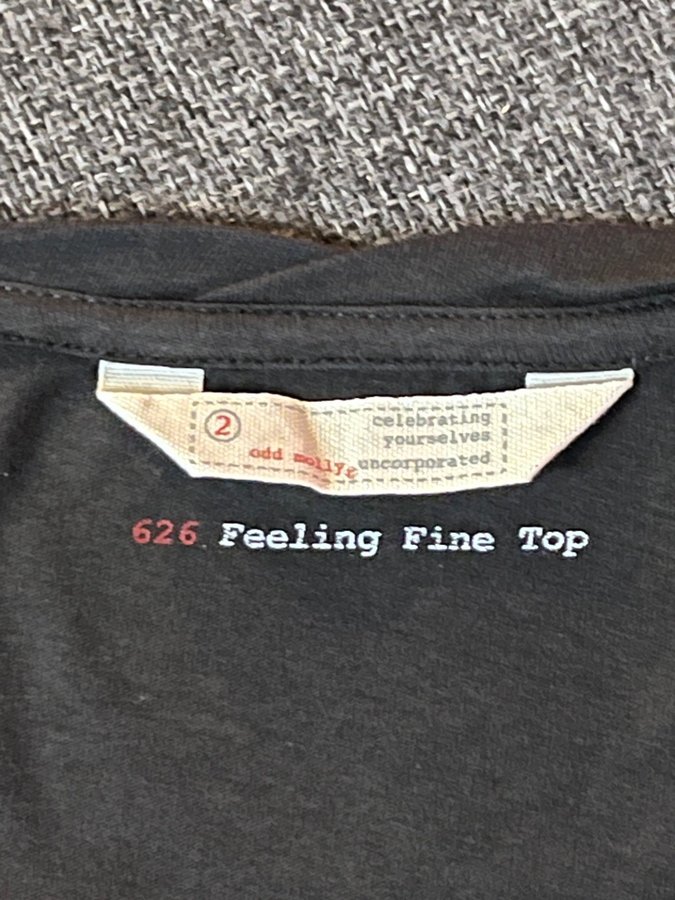 2
odd molly
celebrating
yourselves
uncorporated
626 Feeling Fine Top